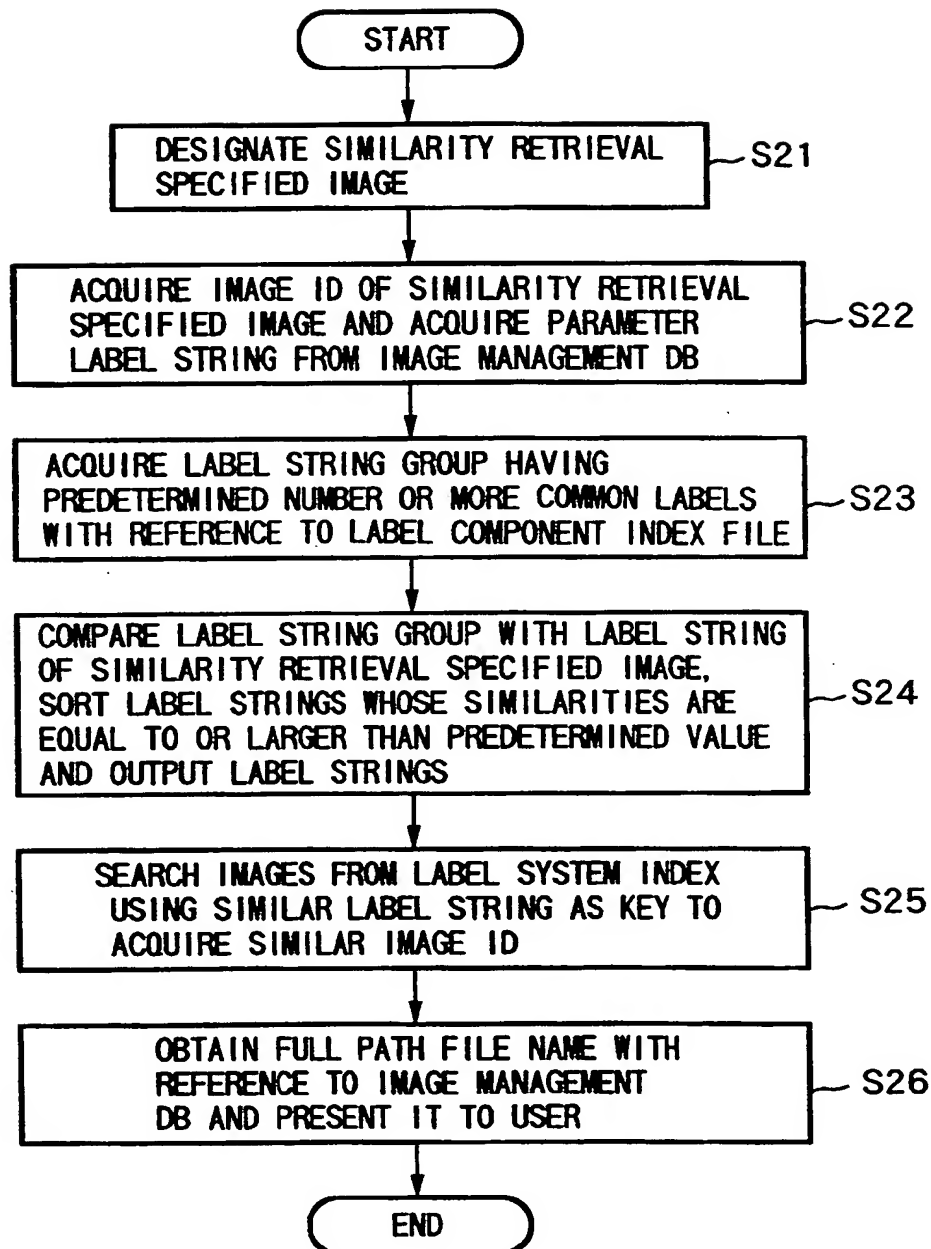 START
DESIGNATE SIMILARITY RETRIEVAL
SPECIFIED IMAGE
S21
ACQUIRE IMAGE ID OF SIMILARITY RETRIEVAL
SPECIFIED IMAGE AND ACQUIRE PARAMETER
LABEL STRING FROM IMAGE MANAGEMENT DB
S22
ACQUIRE LABEL STRING GROUP HAVING
PREDETERMINED NUMBER OR MORE COMMON LABELS
WITH REFERENCE TO LABEL COMPONENT INDEX FILE
S23
COMPARE LABEL STRING GROUP WITH LABEL STRING
OF SIMILARITY RETRIEVAL SPECIFIED IMAGE,
SORT LABEL STRINGS WHOSE SIMILARITIES ARE
EQUAL TO OR LARGER THAN PREDETERMINED VALUE
AND OUTPUT LABEL STRINGS
S24
SEARCH IMAGES FROM LABEL SYSTEM INDEX
USING SIMILAR LABEL STRING AS KEY TO
ACQUIRE SIMILAR IMAGE ID
S25
OBTAIN FULL PATH FILE NAME WITH
REFERENCE TO IMAGE MANAGEMENT
DB AND PRESENT IT TO USER
S26
END